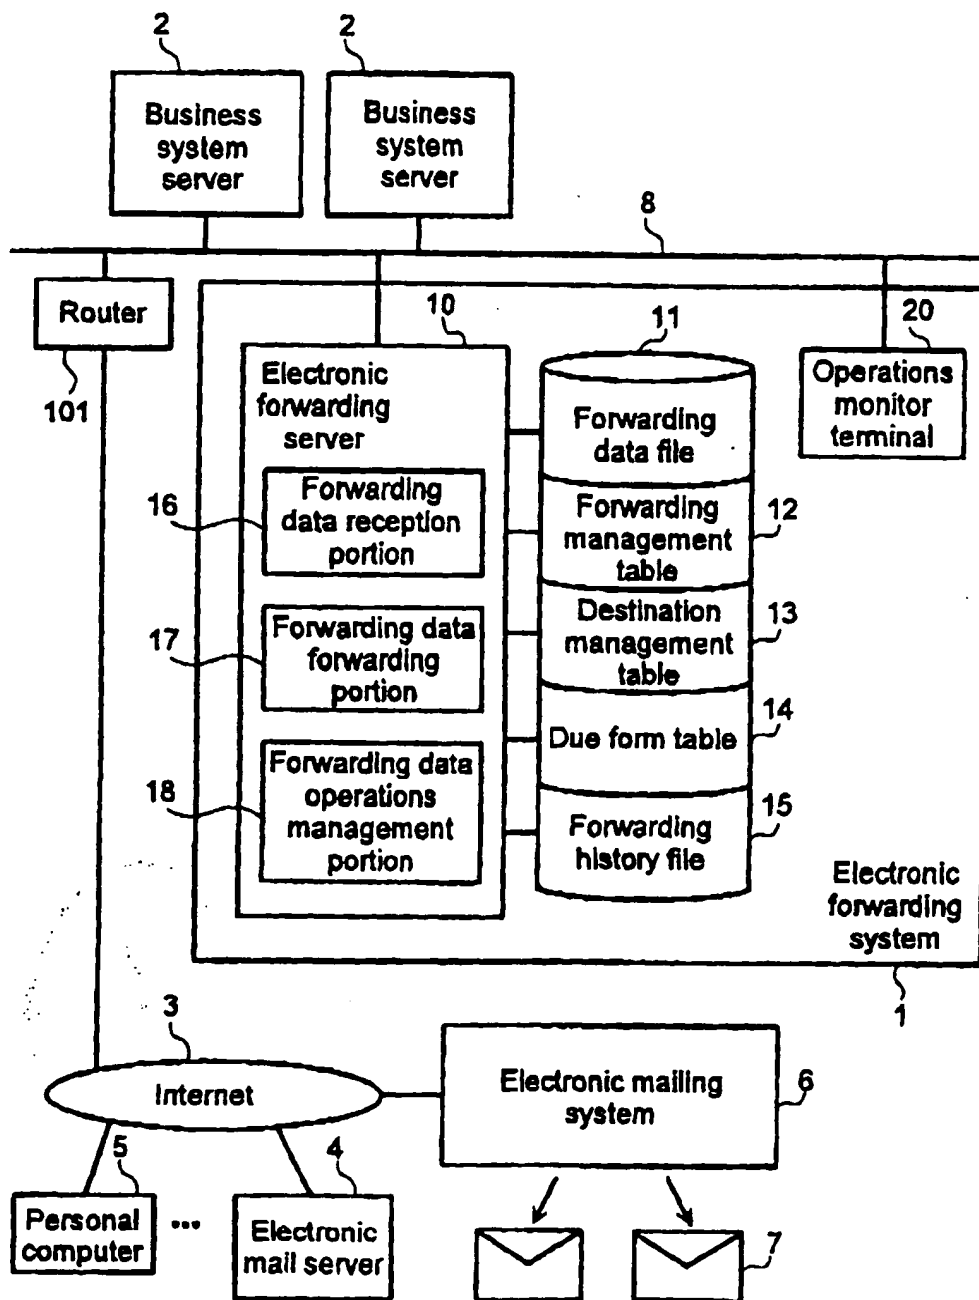 2
2
Business
system
server
Business
system
server
8
Router
101
10
11
20
Electronic
forwarding
server
Forwarding
data file
Operations
monitor
terminal
16
Forwarding
data reception
portion
Forwarding
management
table
12
17
Forwarding data
forwarding
portion
Destination
management
table
13
Due form table
14
18
Forwarding data
operations
management
portion
Forwarding
history file
15
Electronic
forwarding
system
1
3
Internet
Electronic mailing
system
6
5
4
Personal
computer
...
Electronic
mail server
7